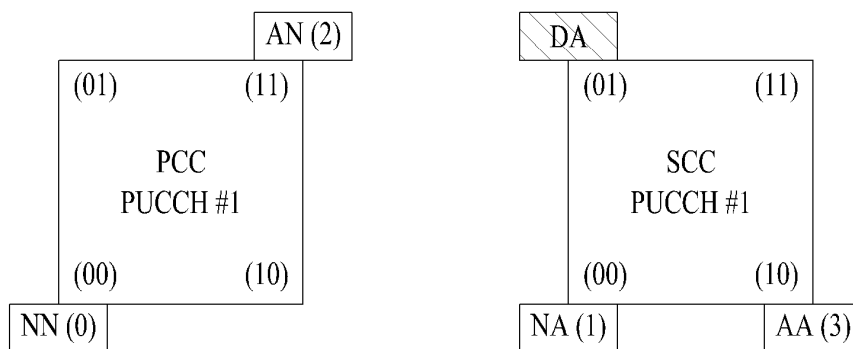 AN (2)
(01)
(11)
PCC
PUCCH #1
(00)
(10)
NN (0)
DA
(01)
(11)
SCC
PUCCH #1
(00)
(10)
NA (1)
AA (3)